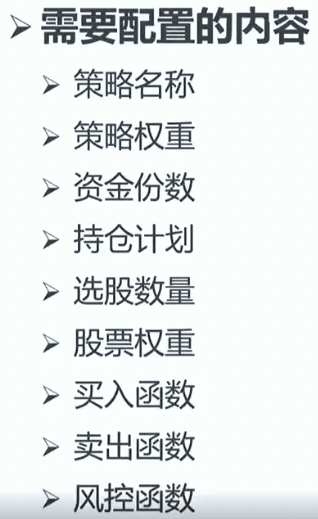 需要配置的内容
策略名称
策略权重
资金份数
持仓计划
选股数量
股票权重
买入函数
卖出函数
风控函数